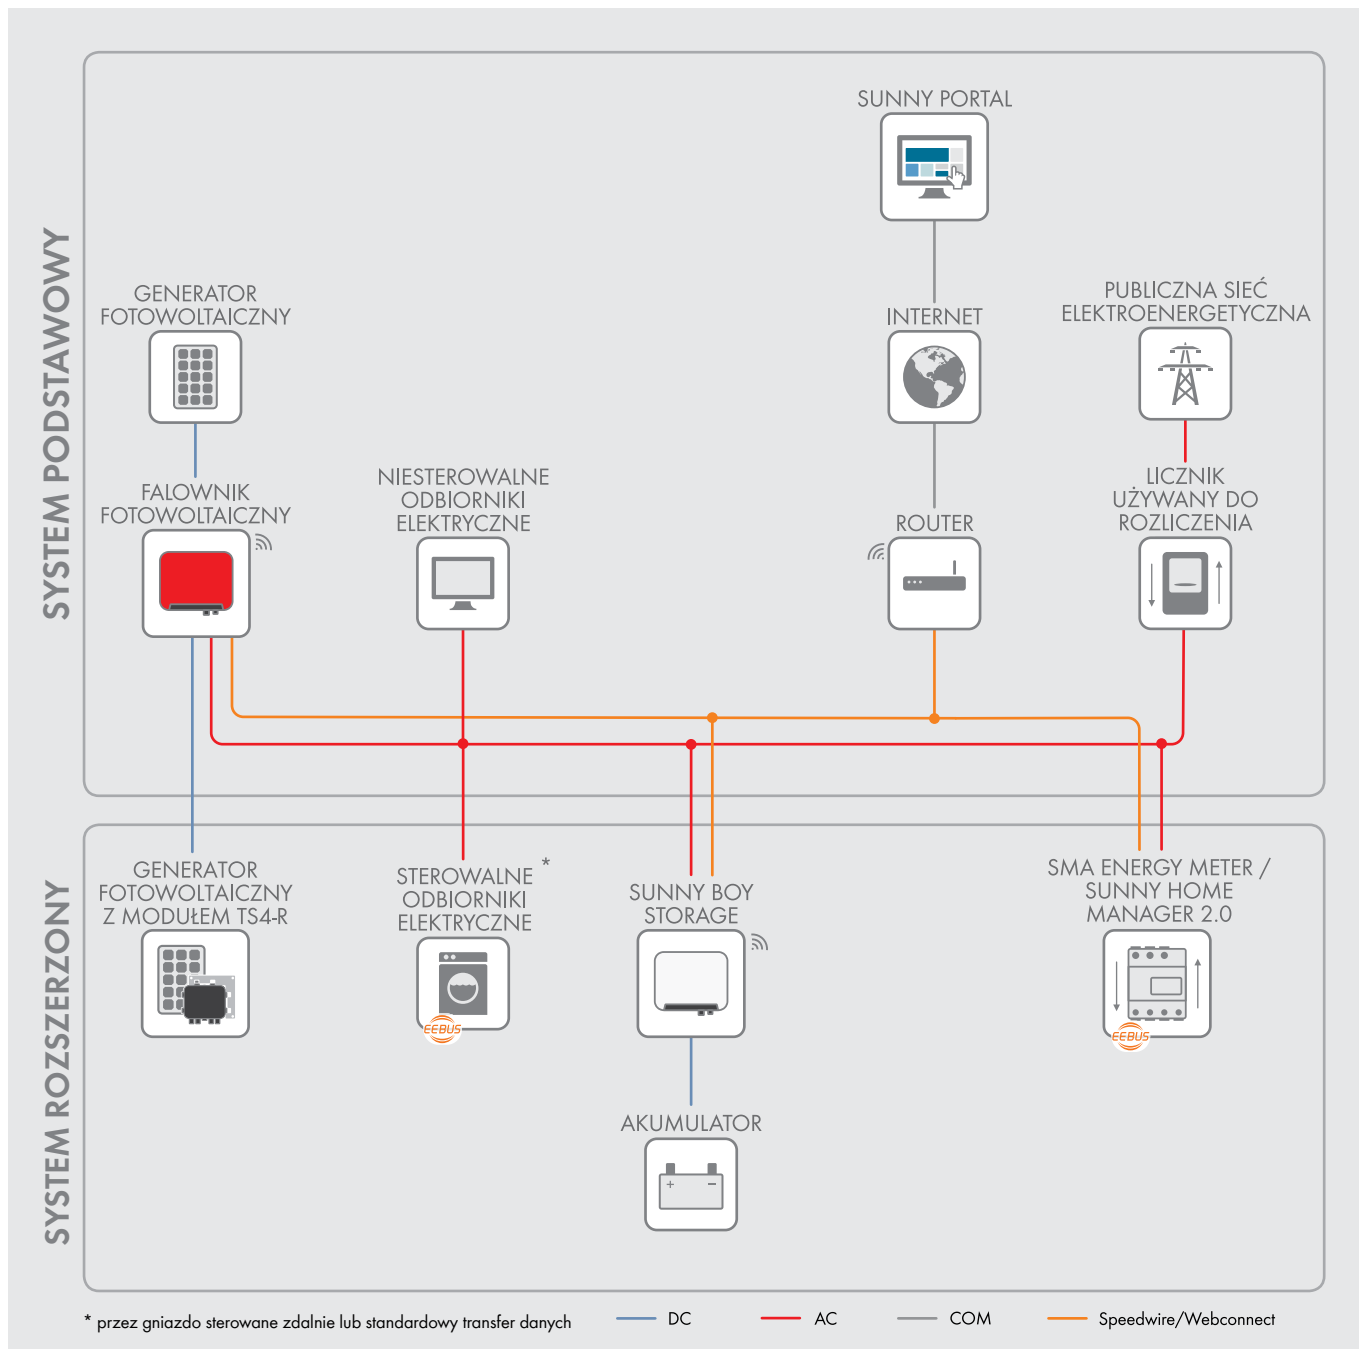 SYSTEM PODSTAWOWY
SUNNY PORTAL
GENERATOR
FOTOWOLTAICZNY
INTERNET
PUBLICZNA SIEĆ
ELEKTROENERGETYCZNA
FALOWNIK
FOTOWOLTAICZNY
NIESTEROWALNE
ODBIORNIKI
ELEKTRYCZNE
ROUTER
LICZNIK
UŻYWANY DO
ROZLICZENIA
SYSTEM ROZSZERZONY
GENERATOR
FOTOWOLTAICZNY
Z MODUŁEM TS4-R
STEROWALNE *
ODBIORNIKI
ELEKTRYCZNE
EEBUS
SUNNY BOY
STORAGE
SMA ENERGY METER /
SUNNY HOME
MANAGER 2.0
EEBUS
AKUMULATOR
+ −
* przez gniazdo sterowane zdalnie lub standardowy transfer danych
DC
AC
COM
Speedwire/Webconnect